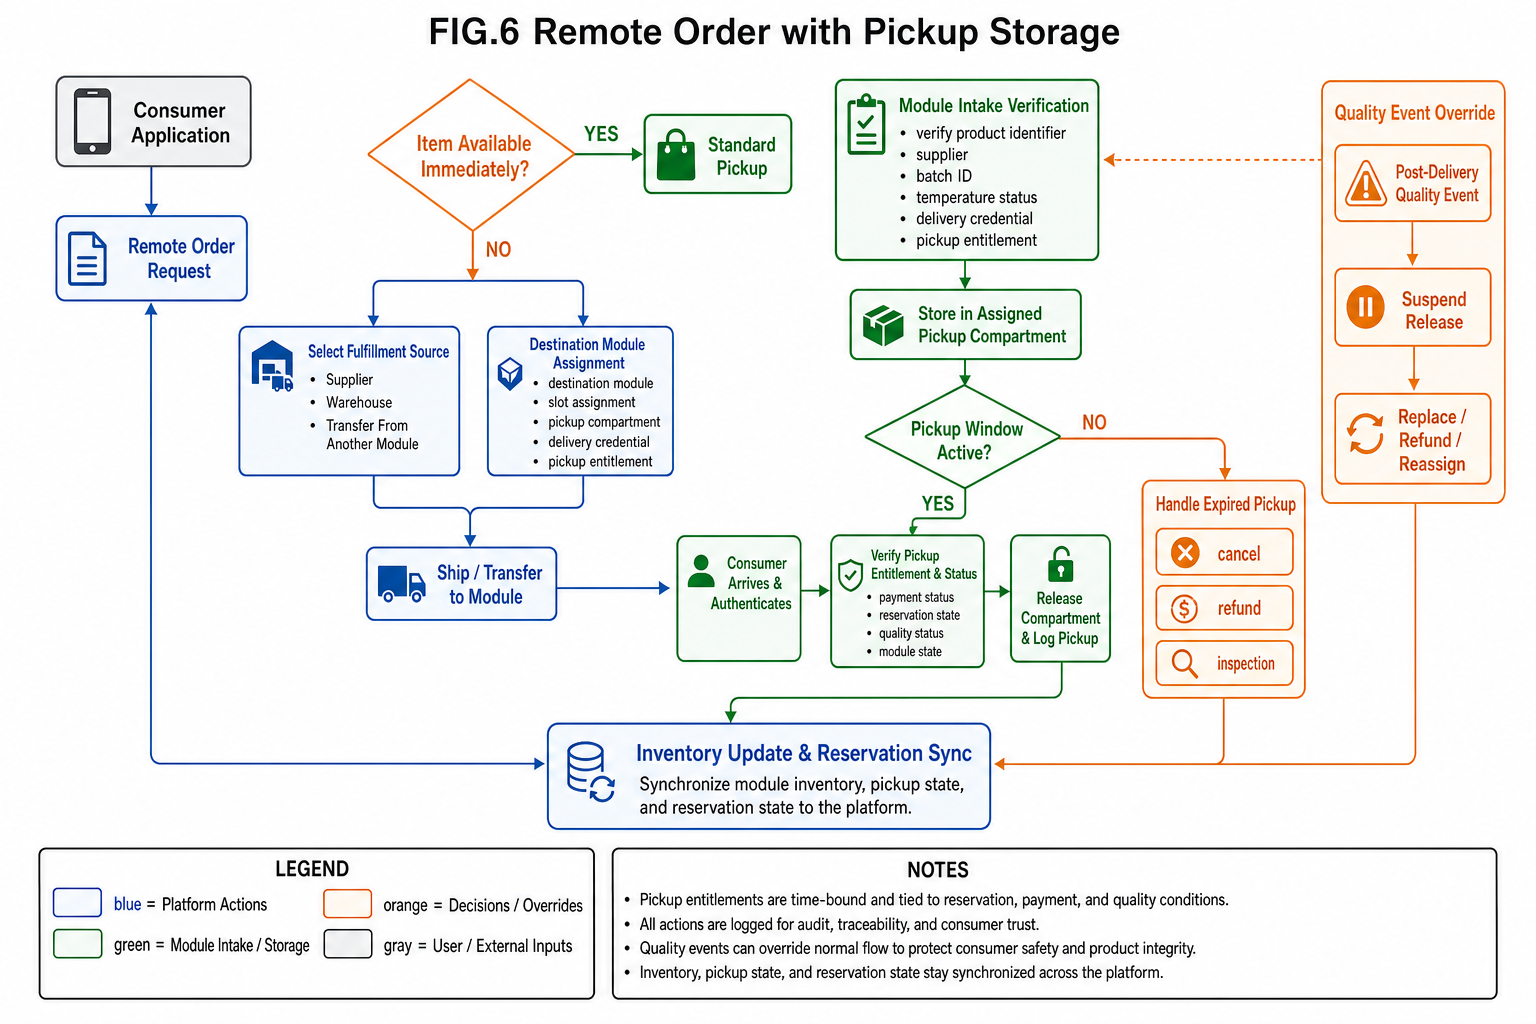 FIG.6 Remote Order with Pickup Storage
Consumer
Application
Remote Order
Request
Item Available
Immediately?
YES
NO
Standard
Pickup
Select Fulfillment Source
• Supplier
• Warehouse
• Transfer From
Another Module
Destination Module
Assignment
• destination module
• slot assignment
• pickup compartment
• delivery credential
• pickup entitlement
Ship / Transfer
to Module
Module Intake Verification
• verify product identifier
• supplier
• batch ID
• temperature status
• delivery credential
• pickup entitlement
Store in Assigned
Pickup Compartment
Pickup Window
Active?
NO
YES
Consumer
Arrives &
Authenticates
Verify Pickup
Entitlement & Status
• payment status
• reservation state
• quality status
• module state
Release
Compartment
& Log Pickup
Handle Expired Pickup
cancel
refund
inspection
Quality Event Override
Post-Delivery
Quality Event
Suspend
Release
Replace /
Refund /
Reassign
Inventory Update & Reservation Sync
Synchronize module inventory, pickup state,
and reservation state to the platform.
LEGEND
blue = Platform Actions
orange = Decisions / Overrides
green = Module Intake / Storage
gray = User / External Inputs
NOTES
• Pickup entitlements are time-bound and tied to reservation, payment, and quality conditions.
• All actions are logged for audit, traceability, and consumer trust.
• Quality events can override normal flow to protect consumer safety and product integrity.
• Inventory, pickup state, and reservation state stay synchronized across the platform.